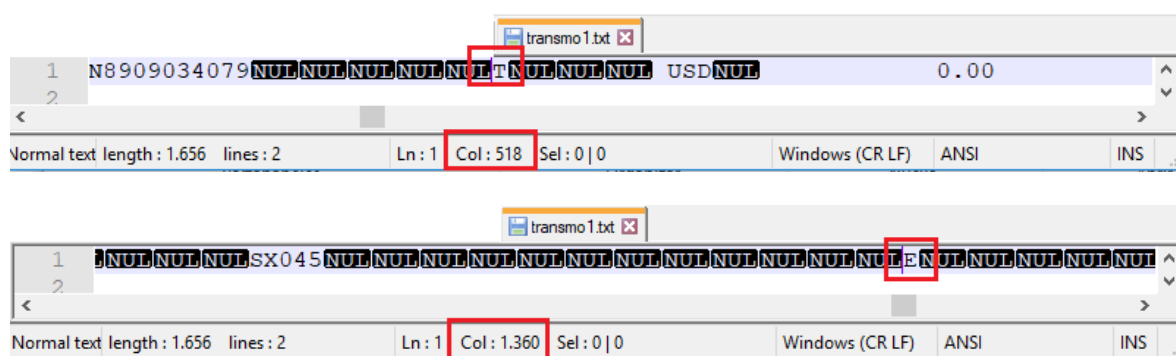 transmo1.txt
1 N8909034079NULNULNULNULNULTNULNULNULNUL USDNUL 0.00
2
Normal text length : 1.656 lines : 2 Ln : 1 Col : 518 Sel : 0 | 0 Windows (CR LF) ANSI INS
transmo1.txt
1 NULNULNULSX045NULNULNULNULNULNULNULNULNULNULNULNULENULNULNULNULNUL
2
Normal text length : 1.656 lines : 2 Ln : 1 Col : 1.360 Sel : 0 | 0 Windows (CR LF) ANSI INS